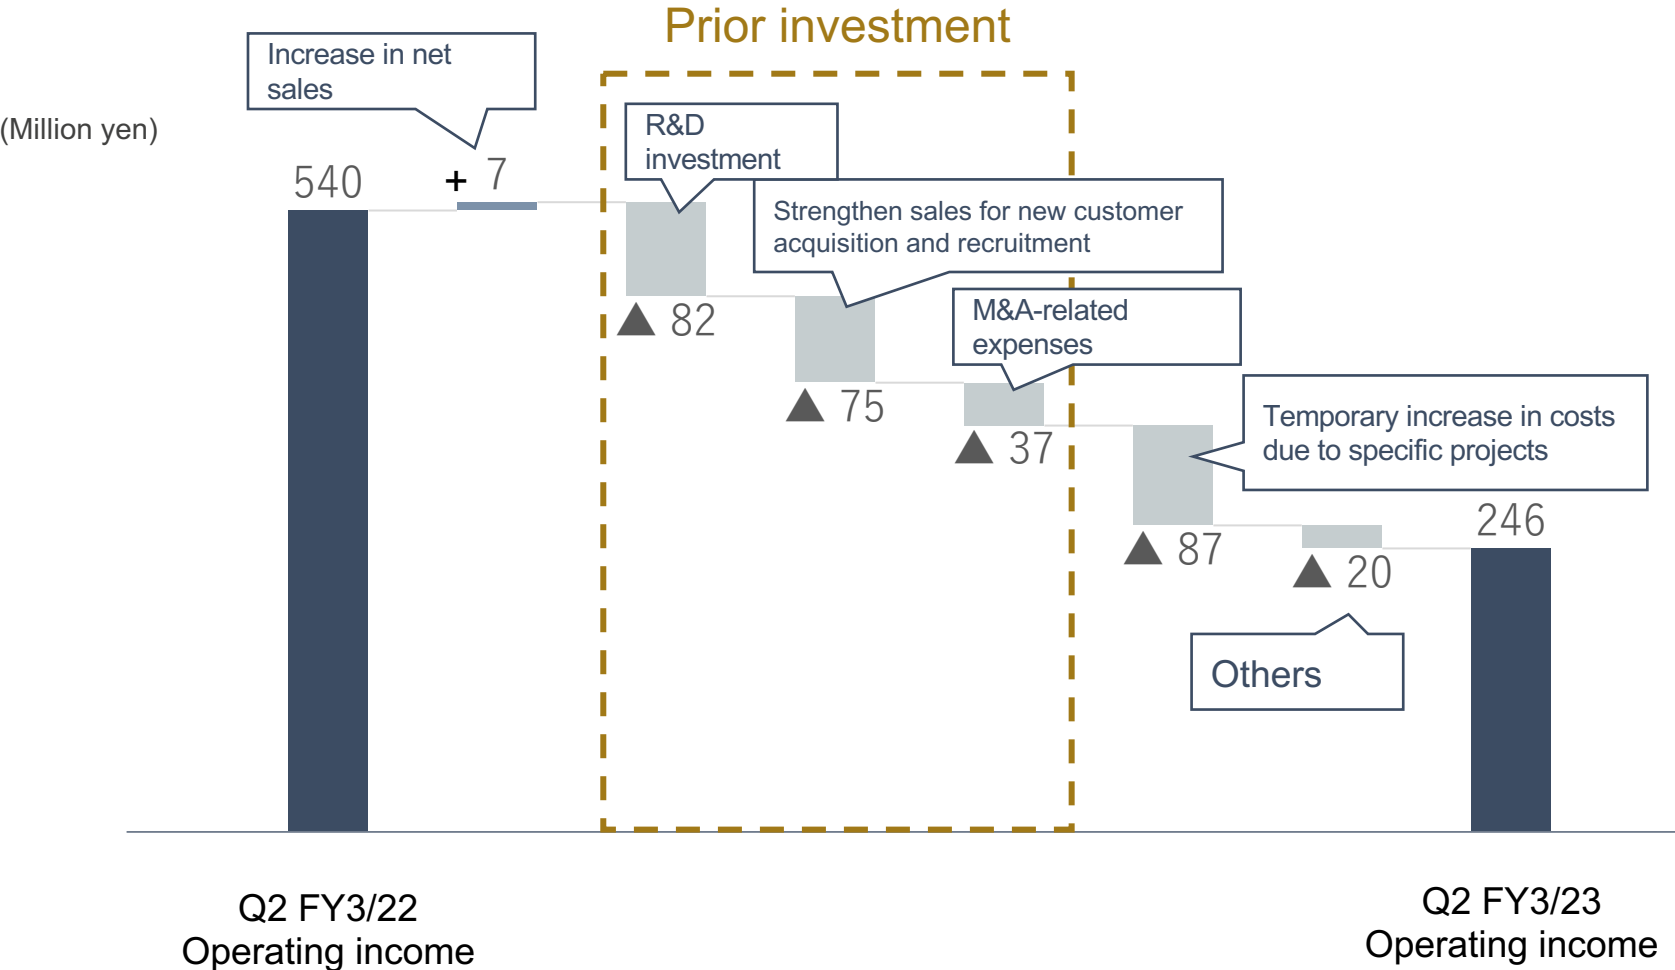 Prior investment
Increase in net
sales
(Million yen)
R&D
investment
540
+ 7
Strengthen sales for new customer
acquisition and recruitment
M&A-related
expenses
▲ 82
▲ 75
▲ 37
Temporary increase in costs
due to specific projects
246
▲ 87
▲ 20
Others
Q2 FY3/22
Operating income
Q2 FY3/23
Operating income